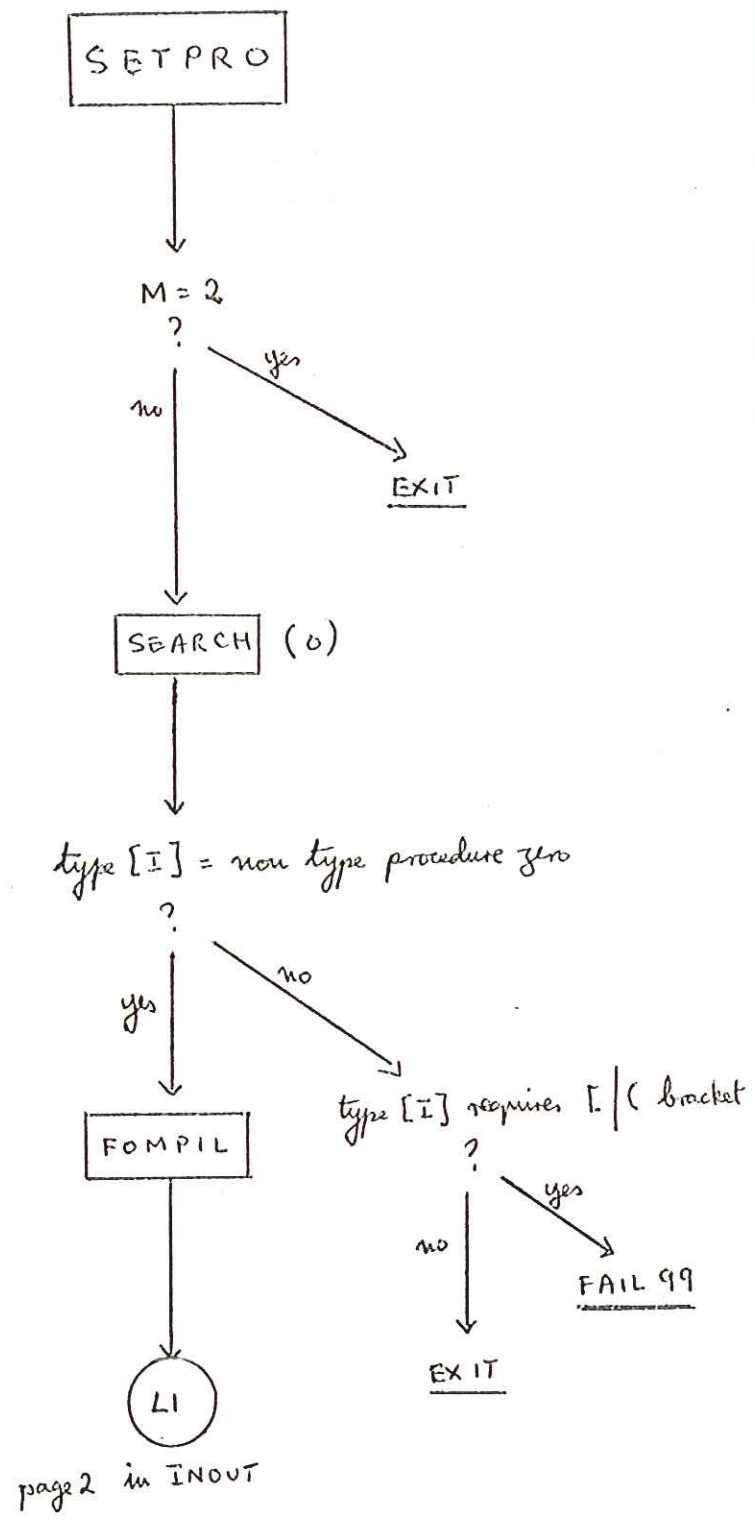 SETPRO
M = 2
?
yes
no
EXIT
SEARCH (0)
type [I] = non type procedure zero
?
no
yes
type [I] requires [ | ( bracket
FOMPIL
?
yes
no
FAIL 99
EXIT
L1
page 2 in INOUT